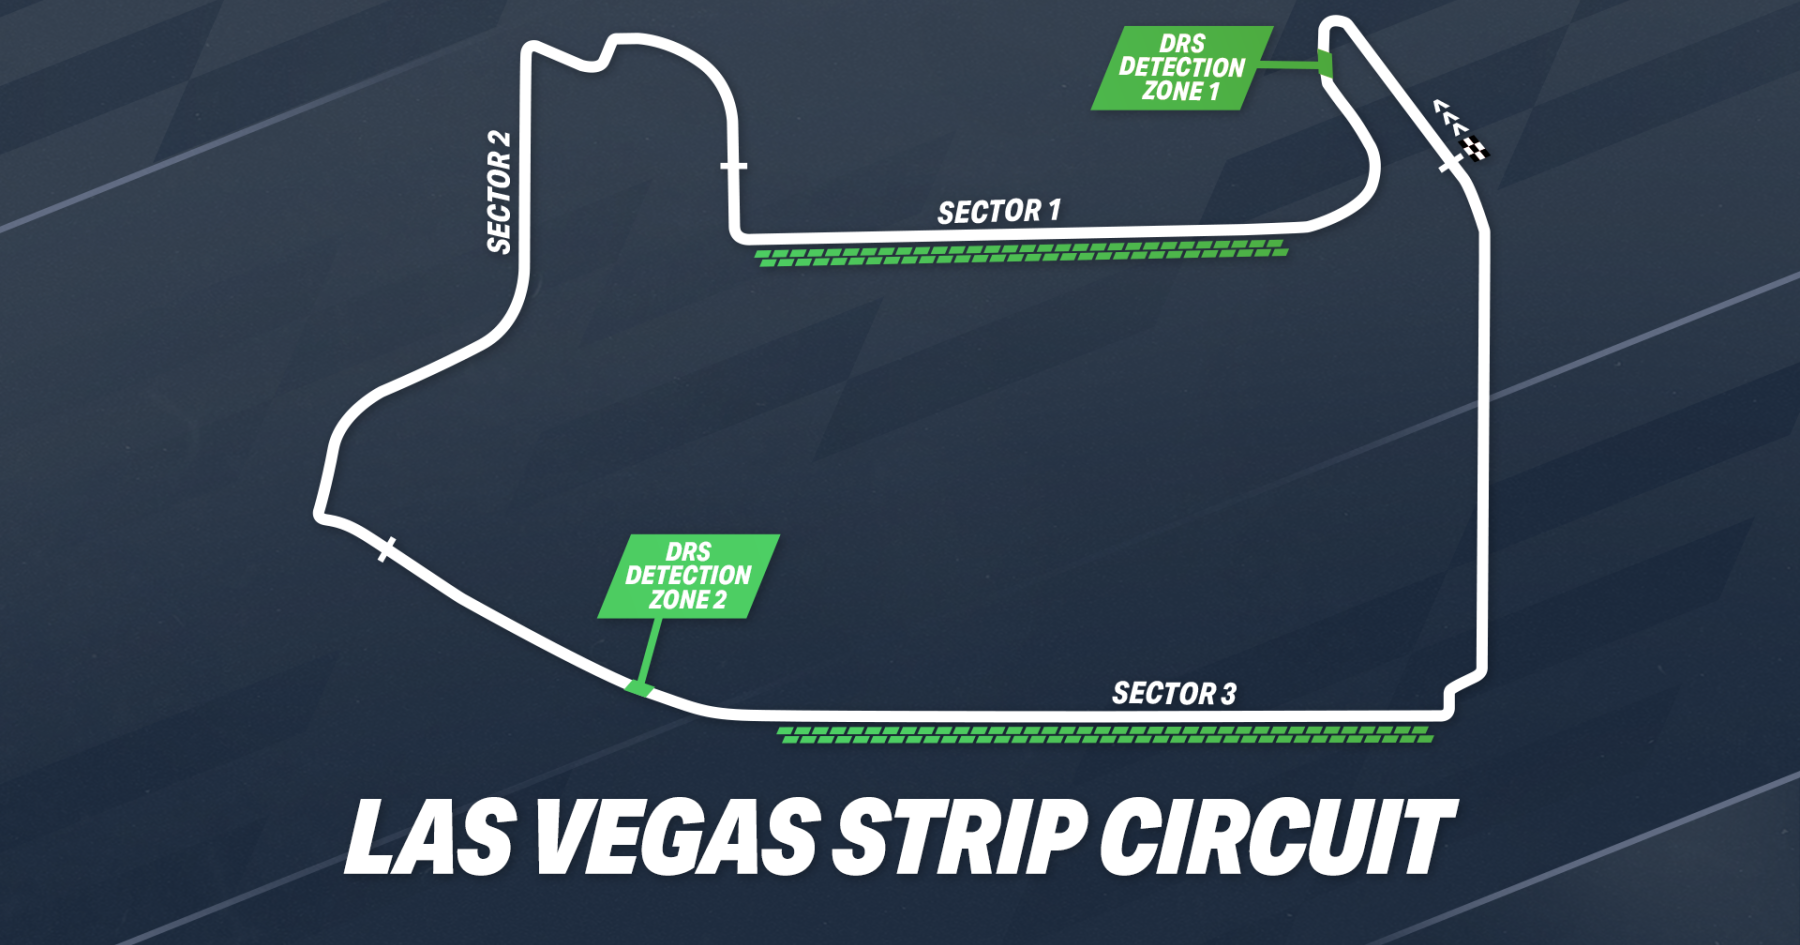 DRS
DETECTION
ZONE 1
SECTOR 2
SECTOR 1
DRS
DETECTION
ZONE 2
SECTOR 3
LAS VEGAS STRIP CIRCUIT